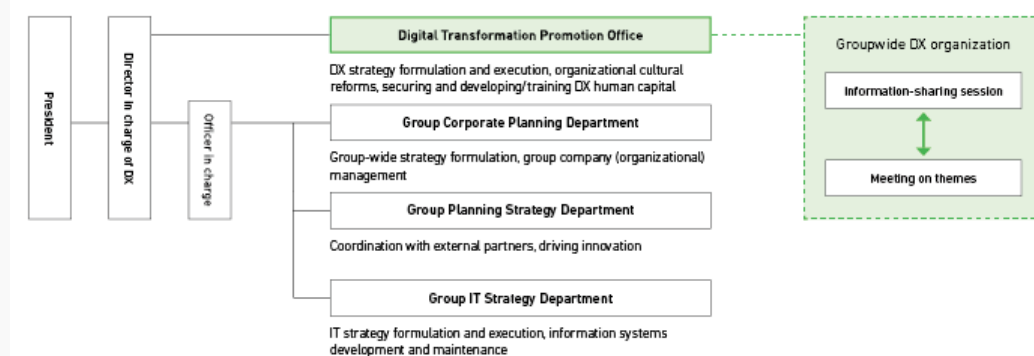 President
Director in charge of DX
Officer in charge
Digital Transformation Promotion Office
DX strategy formulation and execution, organizational cultural
reforms, securing and developing/training DX human capital
Group Corporate Planning Department
Group-wide strategy formulation, group company (organizational)
management
Group Planning Strategy Department
Coordination with external partners, driving innovation
Group IT Strategy Department
IT strategy formulation and execution, information systems
development and maintenance
Groupwide DX organization
Information-sharing session
Meeting on themes